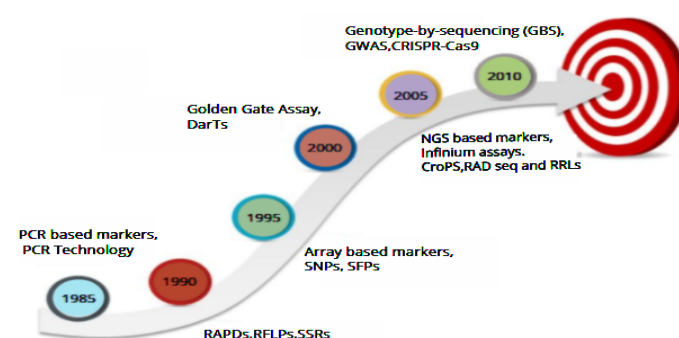 Genotype-by-sequencing (GBS),
GWAS,CRISPR-Cas9
2010
2005
Golden Gate Assay,
DarTs
2000
NGS based markers,
Infinium assays.
CroPS,RAD seq and RRLs
1995
PCR based markers,
PCR Technology
Array based markers,
SNPs, SFPs
1990
1985
RAPDs,RFLPs,SSRs